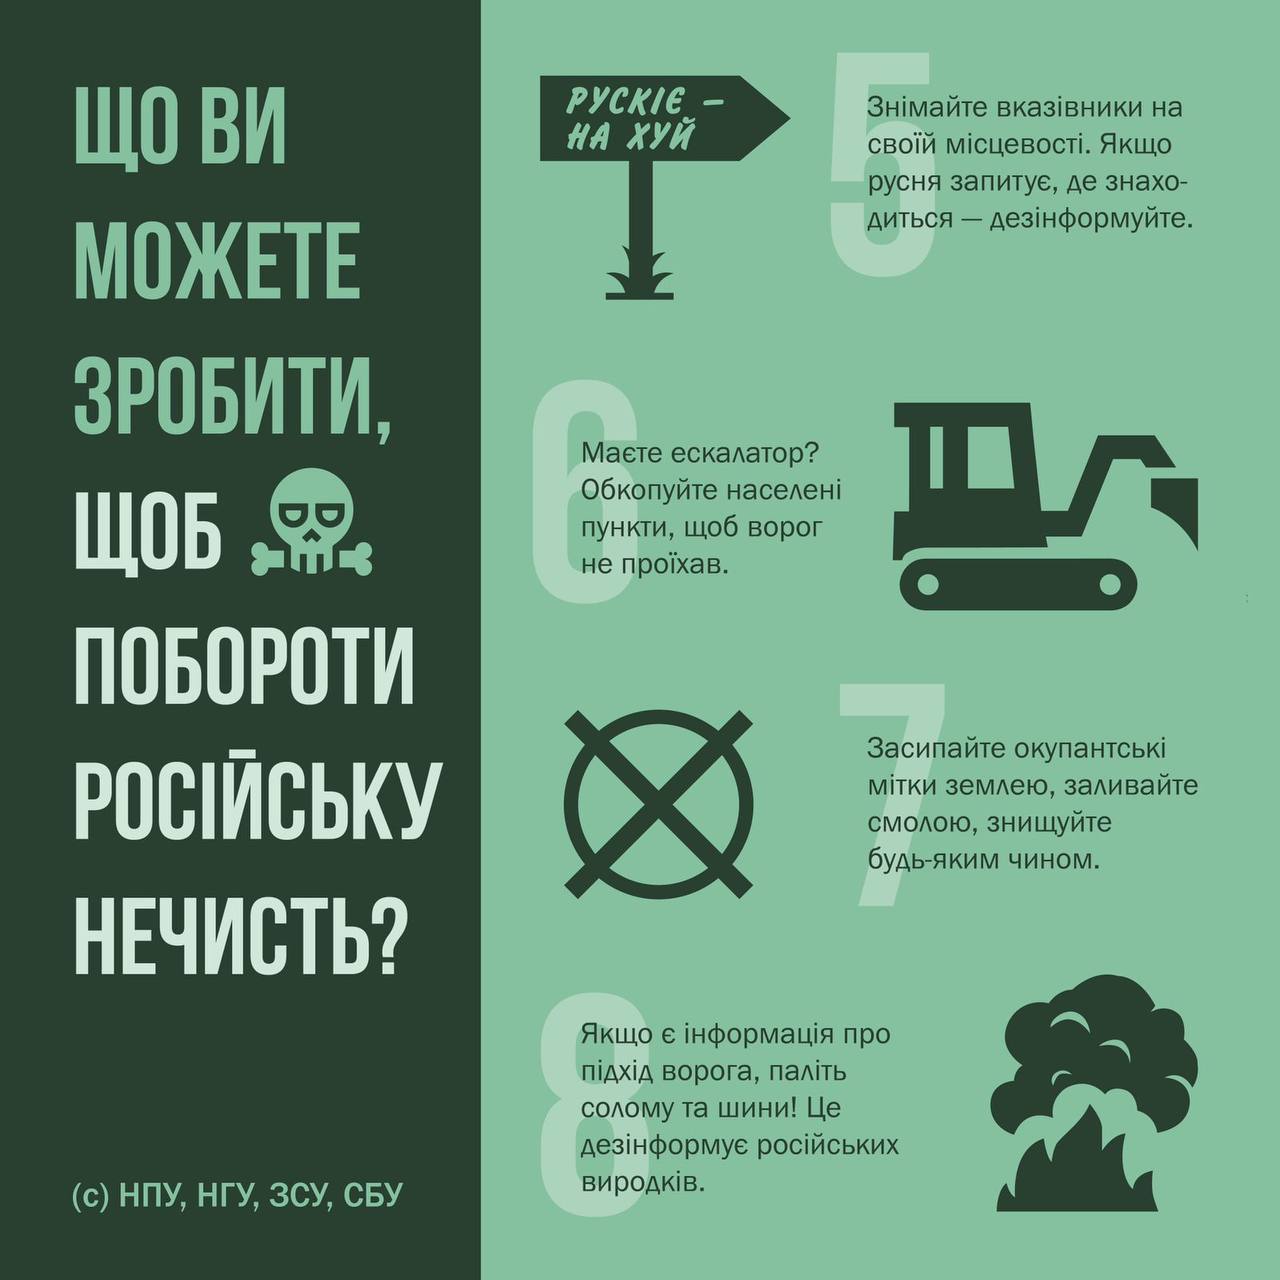 ЩО ВИ
МОЖЕТЕ
ЗРОБИТИ,
ЩОБ
ПОБОРОТИ
РОСІЙСЬКУ
НЕЧИСТЬ?
(с) НПУ, НГУ, ЗСУ, СБУ
РУСКІЄ –
НА ХУЙ
5
Знімайте вказівники на
своїй місцевості. Якщо
русня запитує, де знахо-
диться — дезінформуйте.
6
Маєте ескалатор?
Обкопуйте населені
пункти, щоб ворог
не проїхав.
7
Засипайте окупантські
мітки землею, заливайте
смолою, знищуйте
будь-яким чином.
8
Якщо є інформація про
підхід ворога, паліть
солому та шини! Це
дезінформує російських
виродків.